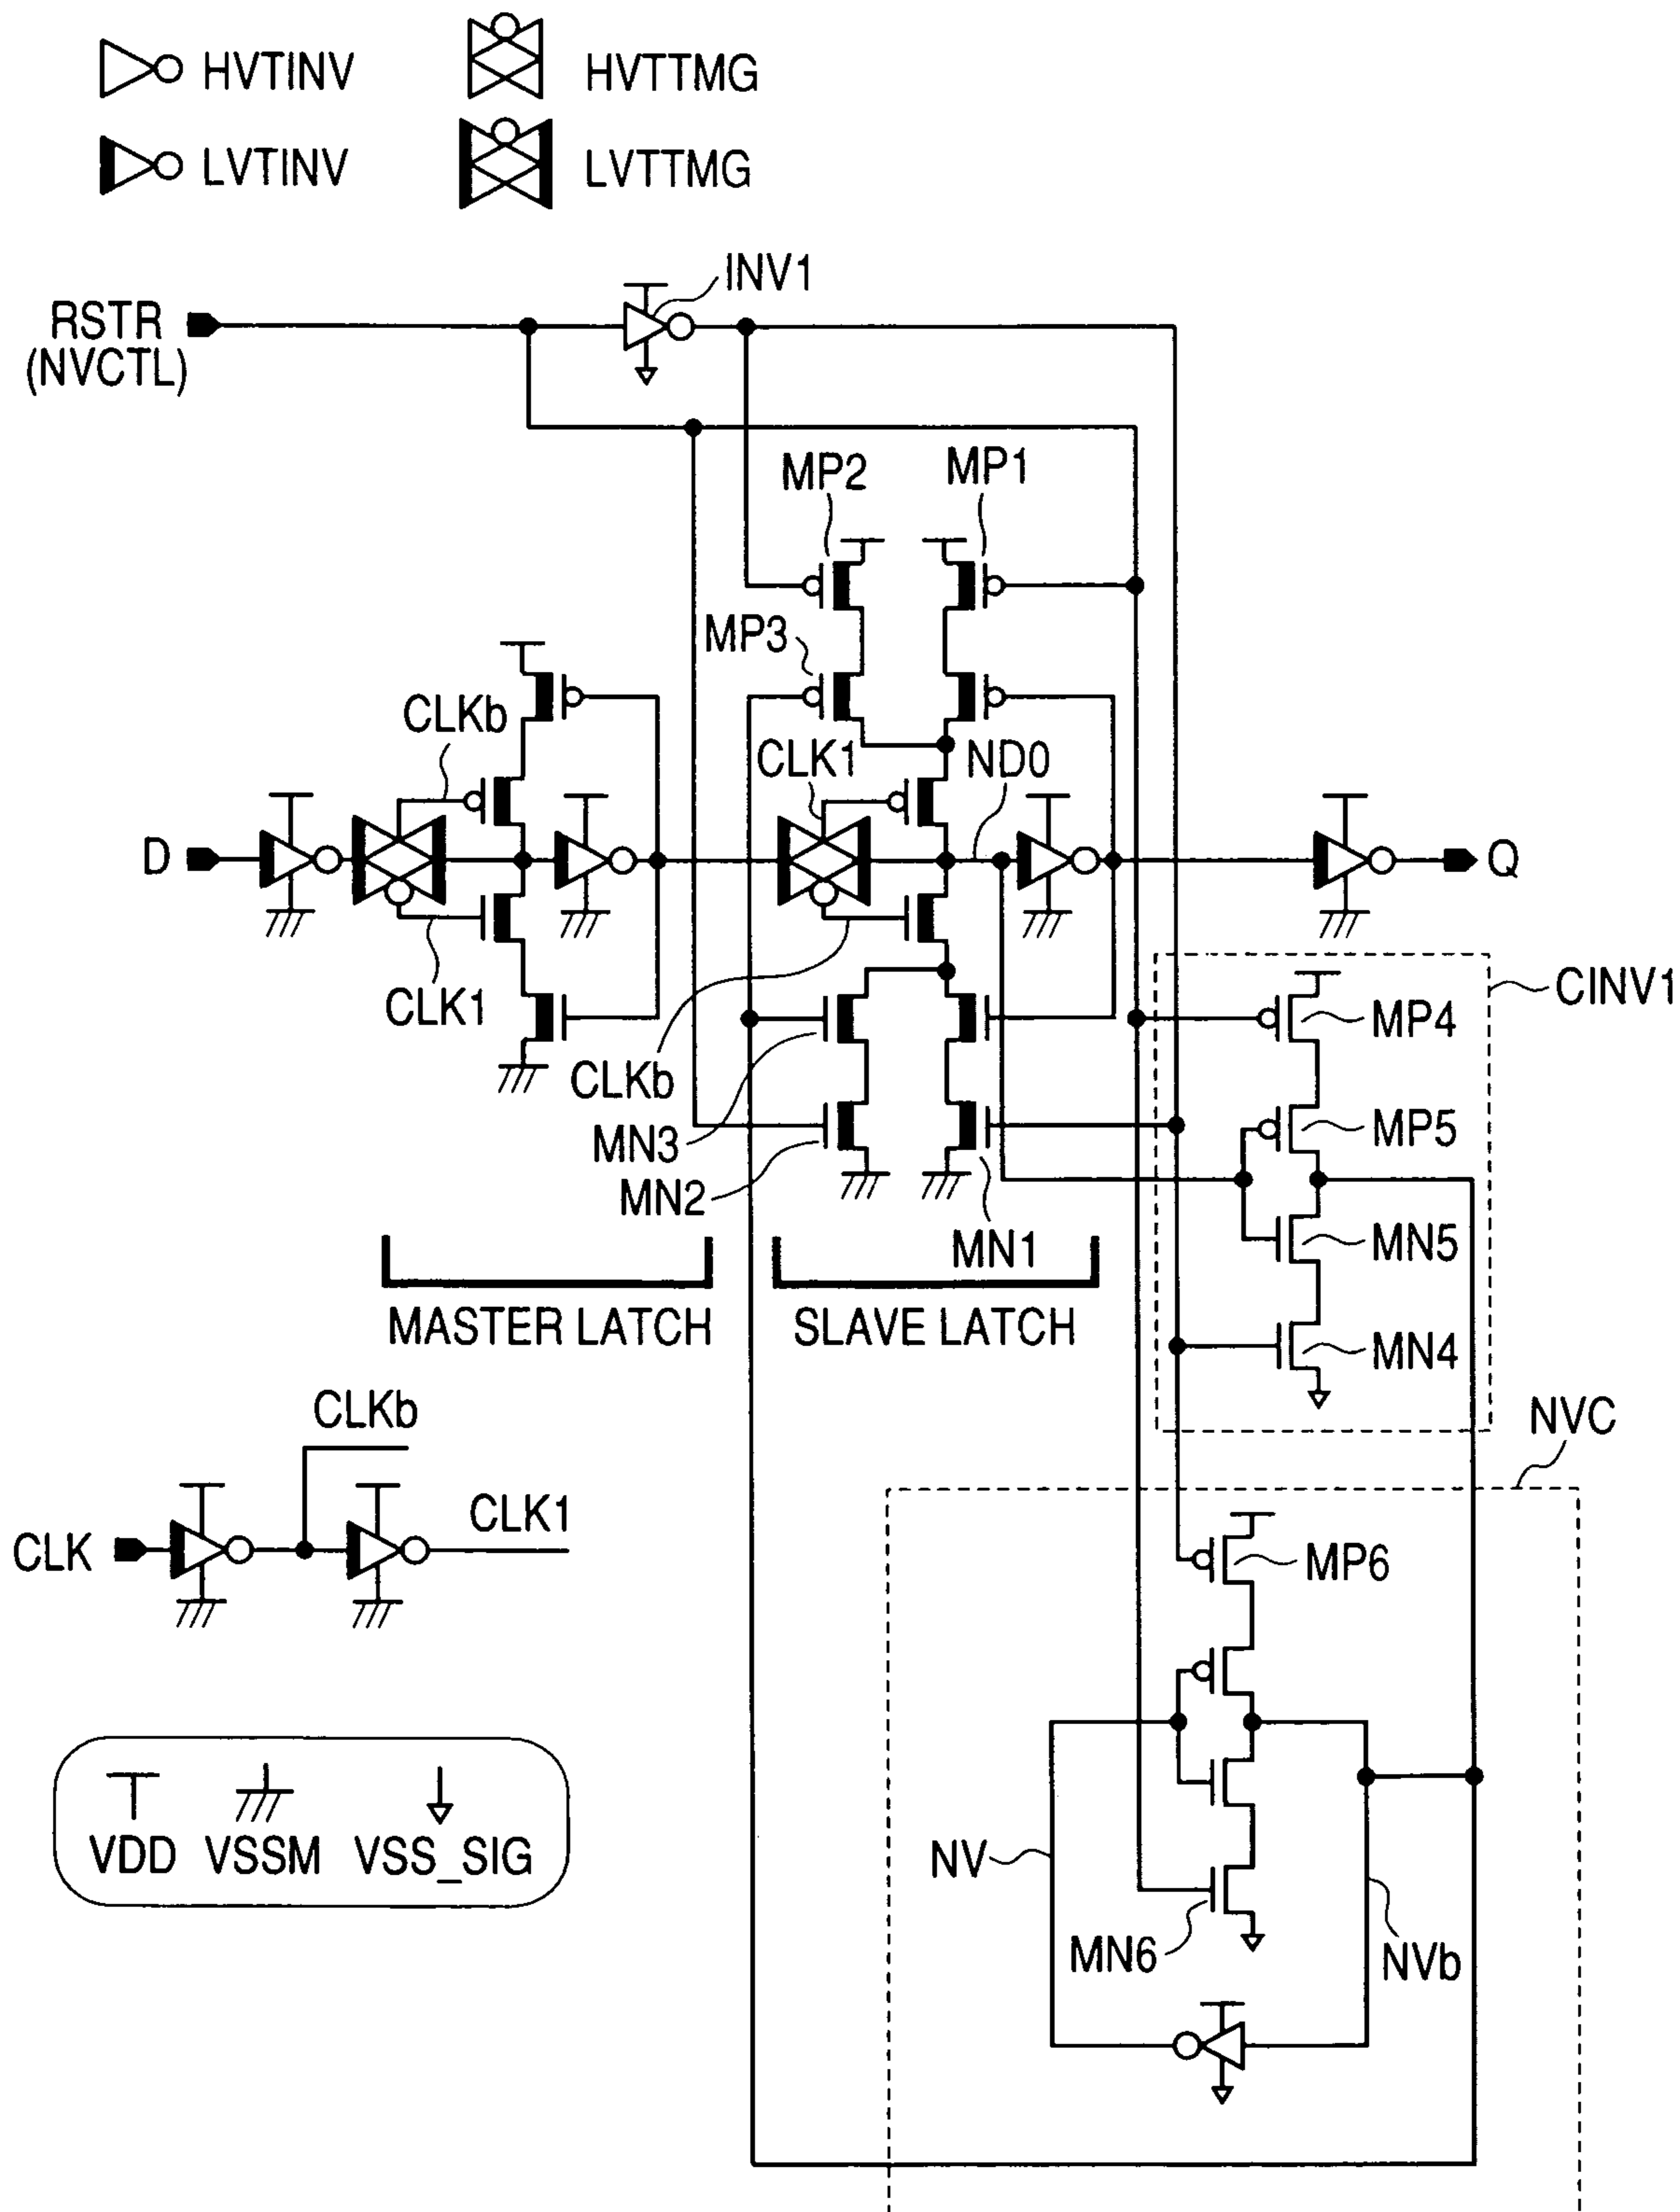 HVTINV
HVTTMG
LVTINV
LVTTMG
INV1
RSTR
(NVCTL)
MP2
MP1
MP3
CLKb
CLK1
ND0
D
Q
CLK1
CLKb
CINV1
MP4
MP5
MN3
MN2
MN1
MN5
MN4
MASTER LATCH
SLAVE LATCH
NVC
CLKb
CLK1
CLK
MP6
NV
MN6
NVb
VDD
VSSM
VSS_SIG